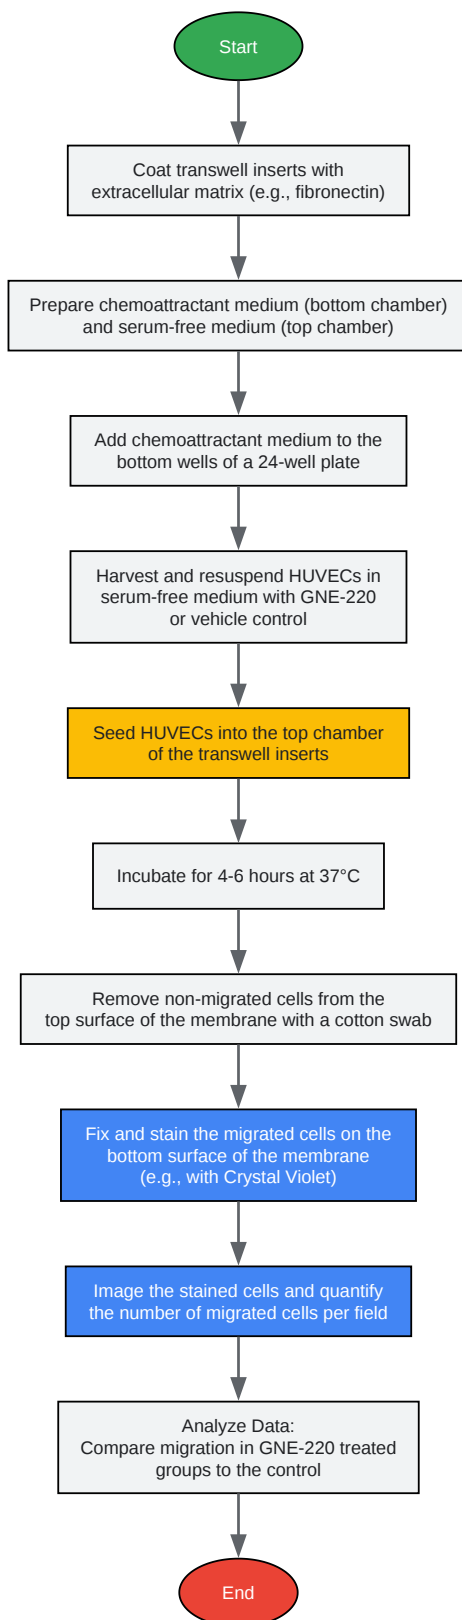 Start
Coat transwell inserts with
extracellular matrix (e.g., fibronectin)
Prepare chemoattractant medium (bottom chamber)
and serum-free medium (top chamber)
Add chemoattractant medium to the
bottom wells of a 24-well plate
Harvest and resuspend HUVECs in
serum-free medium with GNE-220
or vehicle control
Seed HUVECs into the top chamber
of the transwell inserts
Incubate for 4-6 hours at 37°C
Remove non-migrated cells from the
top surface of the membrane with a cotton swab
Fix and stain the migrated cells on the
bottom surface of the membrane
(e.g., with Crystal Violet)
Image the stained cells and quantify
the number of migrated cells per field
Analyze Data:
Compare migration in GNE-220 treated
groups to the control
End